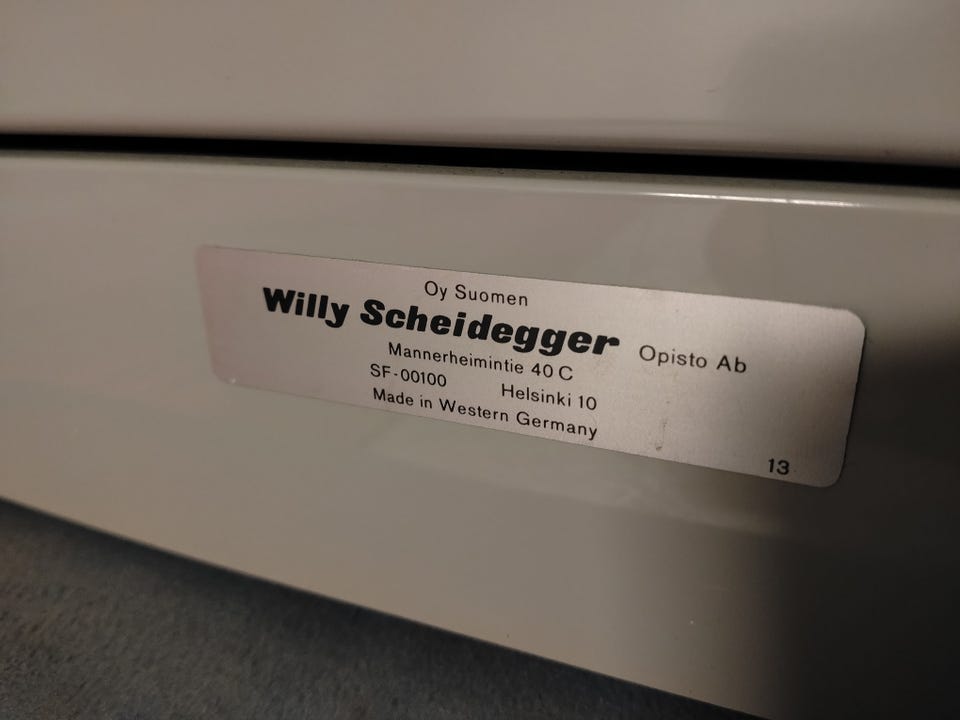 Oy Suomen
Willy Scheidegger Opisto Ab
Mannerheimintie 40 C
SF-00100 Helsinki 10
Made in Western Germany
13